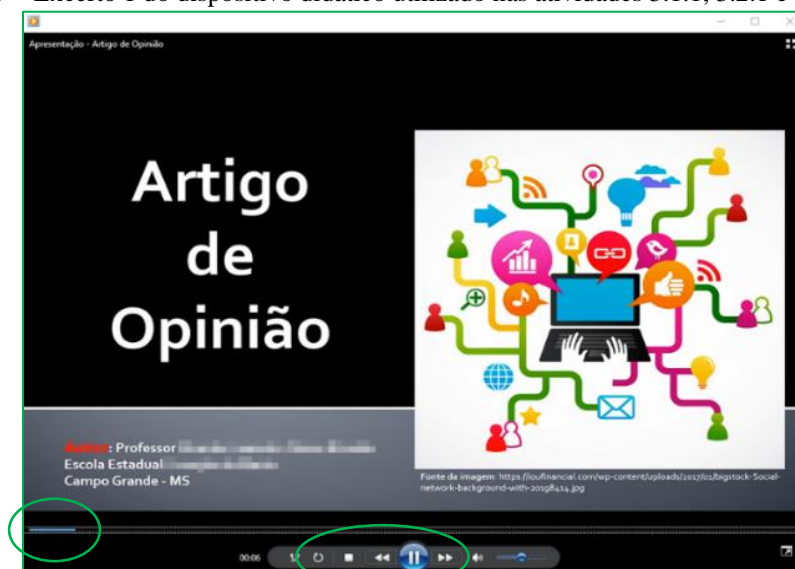 Excerto 1 do dispositivo didático utilizado nas atividades 3.1.1, 3.2.1 e
Apresentação - Artigo de Opinião
Artigo
de
Opinião
Autor: Professor
Escola Estadual
Campo Grande - MS
Fonte da imagem: https://ioufinancial.com/wp-content/uploads/2017/01/bigstock-Social-
network-background-with-20198414.jpg
00:06